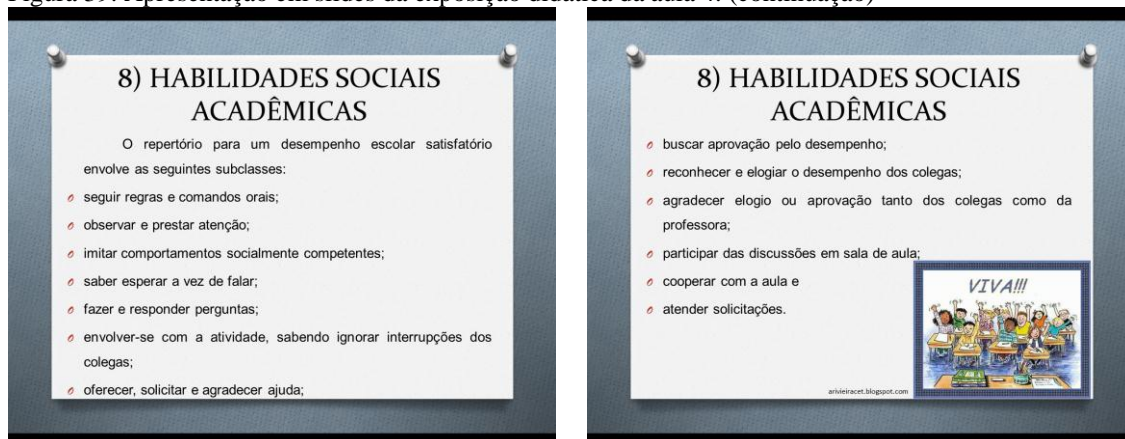 Figura 39: Apresentação em slides da exposição didática da aula 4. (continuação)
8) HABILIDADES SOCIAIS
ACADÊMICAS
O repertório para um desempenho escolar satisfatório
envolve as seguintes subclasses:
seguir regras e comandos orais;
observar e prestar atenção;
imitar comportamentos socialmente competentes;
saber esperar a vez de falar;
fazer e responder perguntas;
envolver-se com a atividade, sabendo ignorar interrupções dos
colegas;
oferecer, solicitar e agradecer ajuda;
8) HABILIDADES SOCIAIS
ACADÊMICAS
buscar aprovação pelo desempenho;
reconhecer e elogiar o desempenho dos colegas;
agradecer elogio ou aprovação tanto dos colegas como da
professora;
participar das discussões em sala de aula;
cooperar com a aula e
atender solicitações.
VIVA!!!
arivieiracet.blogspot.com